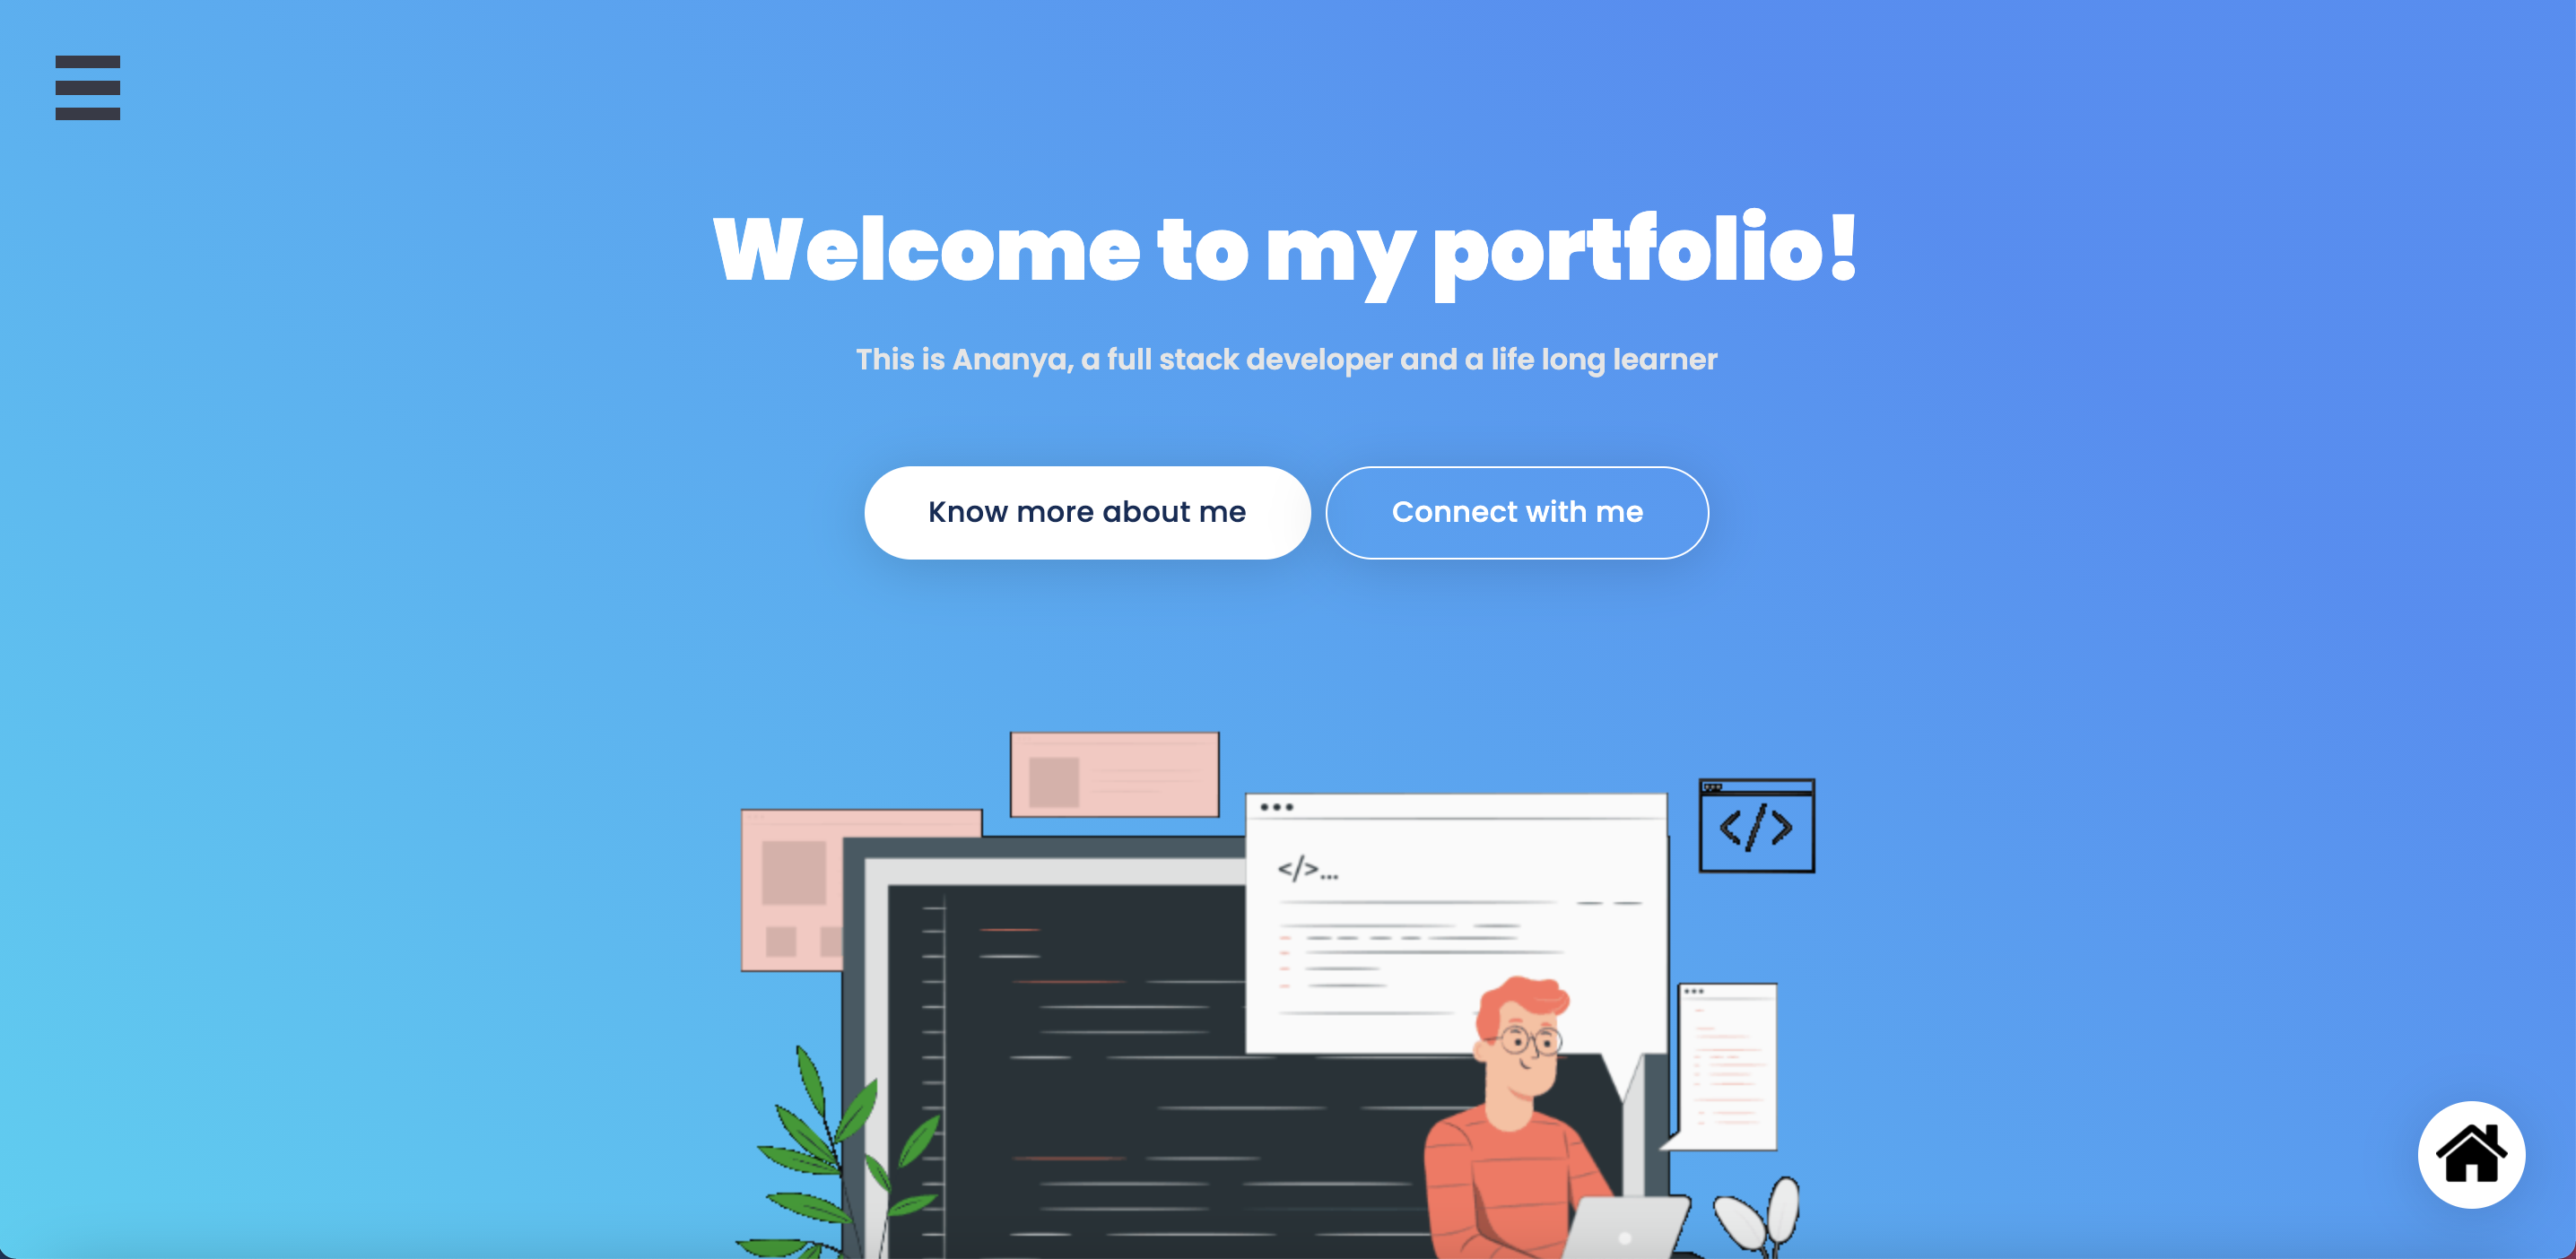 Welcome to my portfolio!
This is Ananya, a full stack developer and a life long learner
Know more about me
Connect with me
</>...
</>